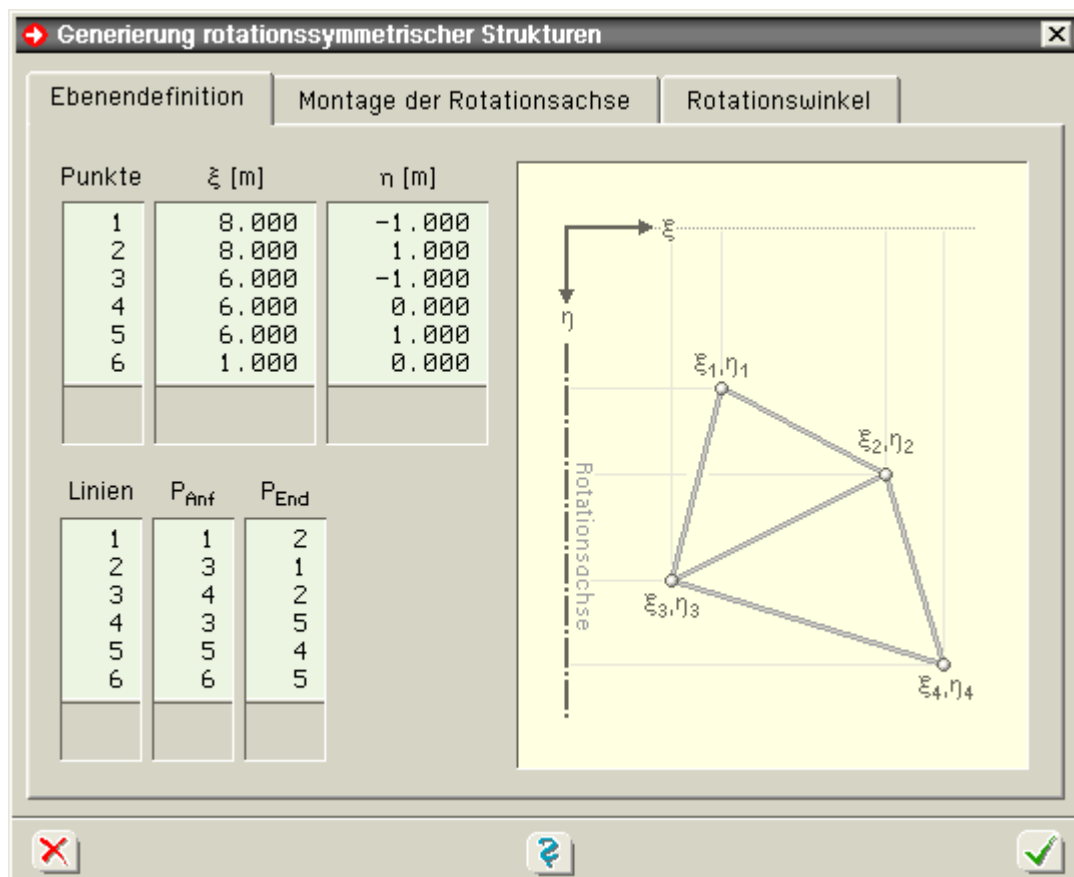 Generierung rotationssymmetrischer Strukturen
Ebenendefinition Montage der Rotationsachse Rotationswinkel
Punkte ξ [m] η [m]
1 8.000 -1.000
2 8.000 1.000
3 6.000 -1.000
4 6.000 0.000
5 6.000 1.000
6 1.000 0.000
Linien PAnf PEnd
1 1 2
2 3 1
3 4 2
4 3 5
5 5 4
6 6 5
ξ
η
ξ1,η1
ξ2,η2
Rotationsachse
ξ3,η3
ξ4,η4